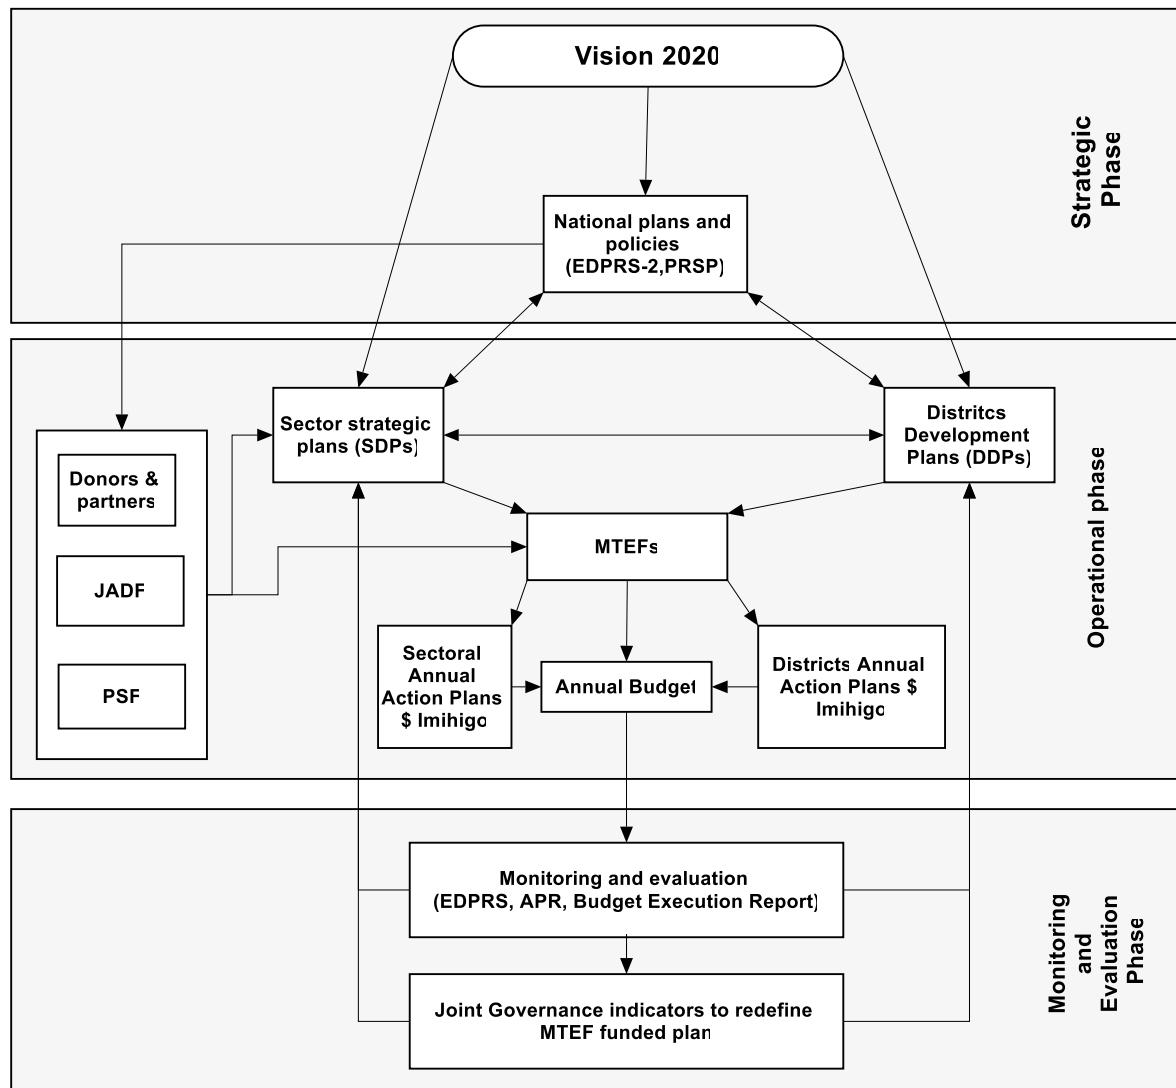 Vision 2020
Strategic
Phase
National plans and
policies
(EDPRS-2,PRSP)
Sector strategic
plans (SDPs)
Distritcs
Development
Plans (DDPs)
Donors &
partners
JADF
PSF
MTEFs
Operational phase
Sectoral
Annual
Action Plans
$ Imihigo
Annual Budget
Districts Annual
Action Plans $
Imihigo
Monitoring and evaluation
(EDPRS, APR, Budget Execution Report)
Joint Governance indicators to redefine
MTEF funded plan
Monitoring
and
Evaluation
Phase